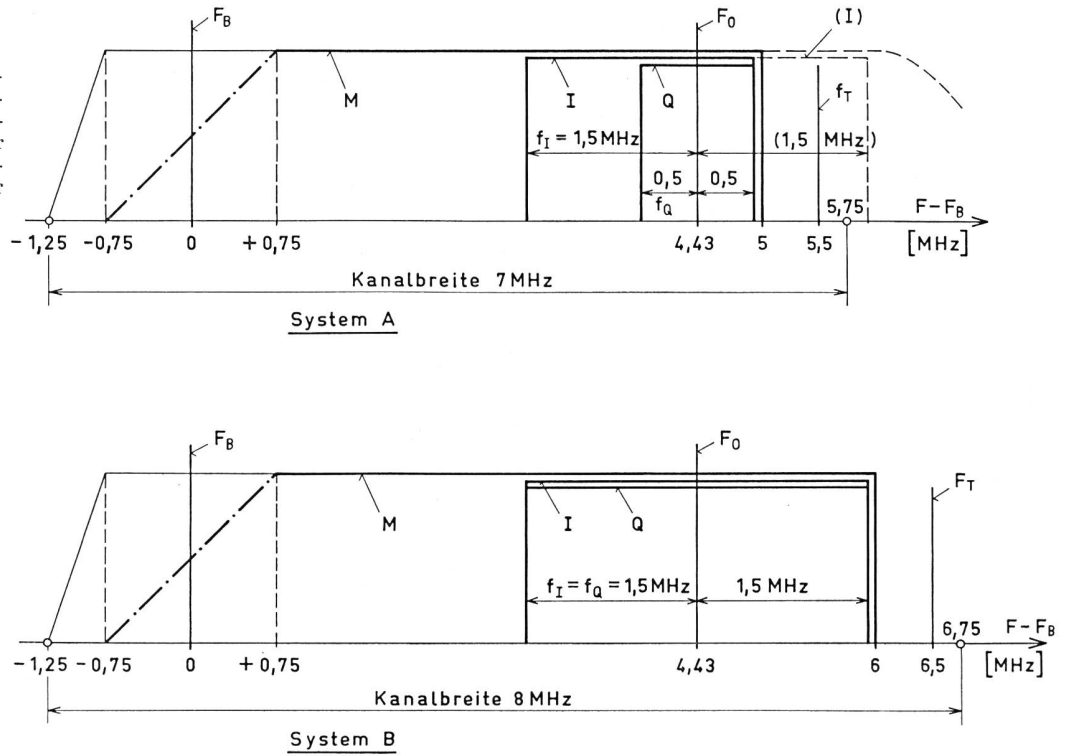 F_B
F_0
(I)
M
I
Q
f_T
f_I = 1,5 MHz
(1,5 MHz)
0,5
0,5
f_Q
5,75
F–F_B
-1,25
-0,75
0
+0,75
4,43
5
5,5
[MHz]
Kanalbreite 7 MHz
System A
F_B
F_0
F_T
M
I
Q
f_I = f_Q = 1,5 MHz
1,5 MHz
6,75
F–F_B
-1,25
-0,75
0
+0,75
4,43
6
6,5
[MHz]
Kanalbreite 8 MHz
System B